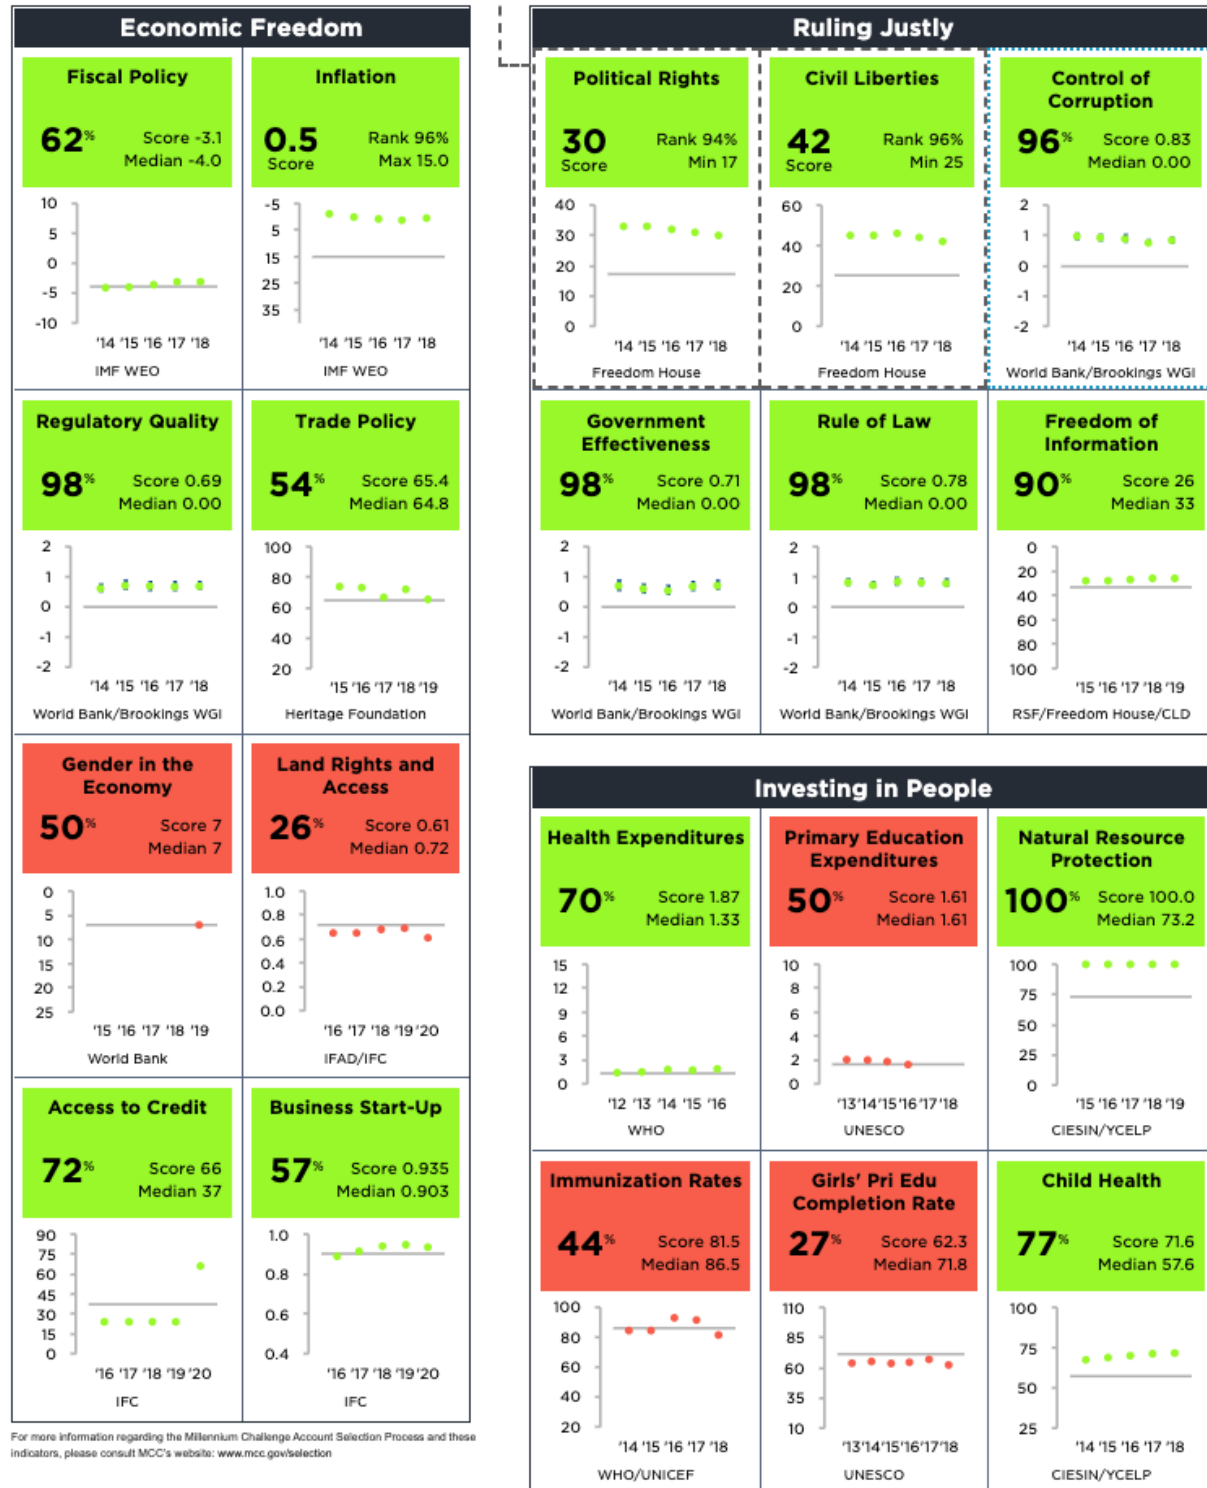 Economic Freedom
Fiscal Policy
62%
Score -3.1
Median -4.0
10
5
0
-5
-10
'14 '15 '16 '17 '18
IMF WEO
Inflation
0.5
Score
Rank 96%
Max 15.0
-5
5
15
25
35
'14 '15 '16 '17 '18
IMF WEO
Regulatory Quality
98%
Score 0.69
Median 0.00
2
1
0
-1
-2
'14 '15 '16 '17 '18
World Bank/Brookings WGI
Trade Policy
54%
Score 65.4
Median 64.8
100
80
60
40
20
'15 '16 '17 '18 '19
Heritage Foundation
Gender in the
Economy
50%
Score 7
Median 7
0
5
10
15
20
25
'15 '16 '17 '18 '19
World Bank
Land Rights and
Access
26%
Score 0.61
Median 0.72
1.0
0.8
0.6
0.4
0.2
0.0
'16 '17 '18 '19 '20
IFAD/IFC
Access to Credit
72%
Score 66
Median 37
90
75
60
45
30
15
0
'16 '17 '18 '19 '20
IFC
Business Start-Up
57%
Score 0.935
Median 0.903
1.0
0.8
0.6
0.4
'16 '17 '18 '19 '20
IFC
For more information regarding the Millennium Challenge Account Selection Process and these
indicators, please consult MCC's website: www.mcc.gov/selection
Ruling Justly
Political Rights
30
Score
Rank 94%
Min 17
40
30
20
10
0
'14 '15 '16 '17 '18
Freedom House
Civil Liberties
42
Score
Rank 96%
Min 25
60
40
20
0
'14 '15 '16 '17 '18
Freedom House
Control of
Corruption
96%
Score 0.83
Median 0.00
2
1
0
-1
-2
'14 '15 '16 '17 '18
World Bank/Brookings WGI
Government
Effectiveness
98%
Score 0.71
Median 0.00
2
1
0
-1
-2
'14 '15 '16 '17 '18
World Bank/Brookings WGI
Rule of Law
98%
Score 0.78
Median 0.00
2
1
0
-1
-2
'14 '15 '16 '17 '18
World Bank/Brookings WGI
Freedom of
Information
90%
Score 26
Median 33
0
20
40
60
80
100
'15 '16 '17 '18 '19
RSF/Freedom House/CLD
Investing in People
Health Expenditures
70%
Score 1.87
Median 1.33
15
12
9
6
3
0
'12 '13 '14 '15 '16
WHO
Primary Education
Expenditures
50%
Score 1.61
Median 1.61
10
8
6
4
2
0
'13 '14 '15 '16 '17 '18
UNESCO
Natural Resource
Protection
100%
Score 100.0
Median 73.2
100
75
50
25
0
'15 '16 '17 '18 '19
CIESIN/YCELP
Immunization Rates
44%
Score 81.5
Median 86.5
100
80
60
40
20
'14 '15 '16 '17 '18
WHO/UNICEF
Girls' Pri Edu
Completion Rate
27%
Score 62.3
Median 71.8
110
85
60
35
10
'13 '14 '15 '16 '17 '18
UNESCO
Child Health
77%
Score 71.6
Median 57.6
100
75
50
25
'14 '15 '16 '17 '18
CIESIN/YCELP